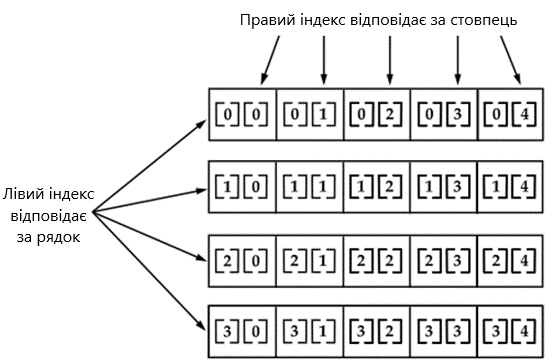 Правий індекс відповідає за стовпець
[0][0] [0][1] [0][2] [0][3] [0][4]
[1][0] [1][1] [1][2] [1][3] [1][4]
Лівий індекс
відповідає
за рядок
[2][0] [2][1] [2][2] [2][3] [2][4]
[3][0] [3][1] [3][2] [3][3] [3][4]